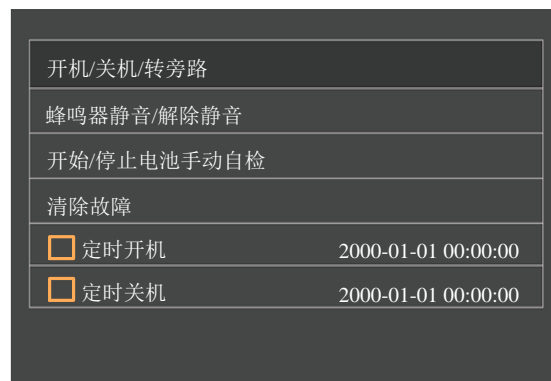 开机/关机/转旁路
蜂鸣器静音/解除静音
开始/停止电池手动自检
清除故障
定时开机 2000-01-01 00:00:00
定时关机 2000-01-01 00:00:00